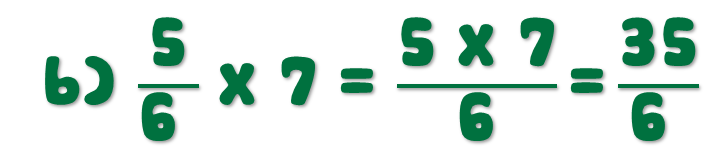 b) 5/6 x 7 = 5 x 7/6 = 35/6